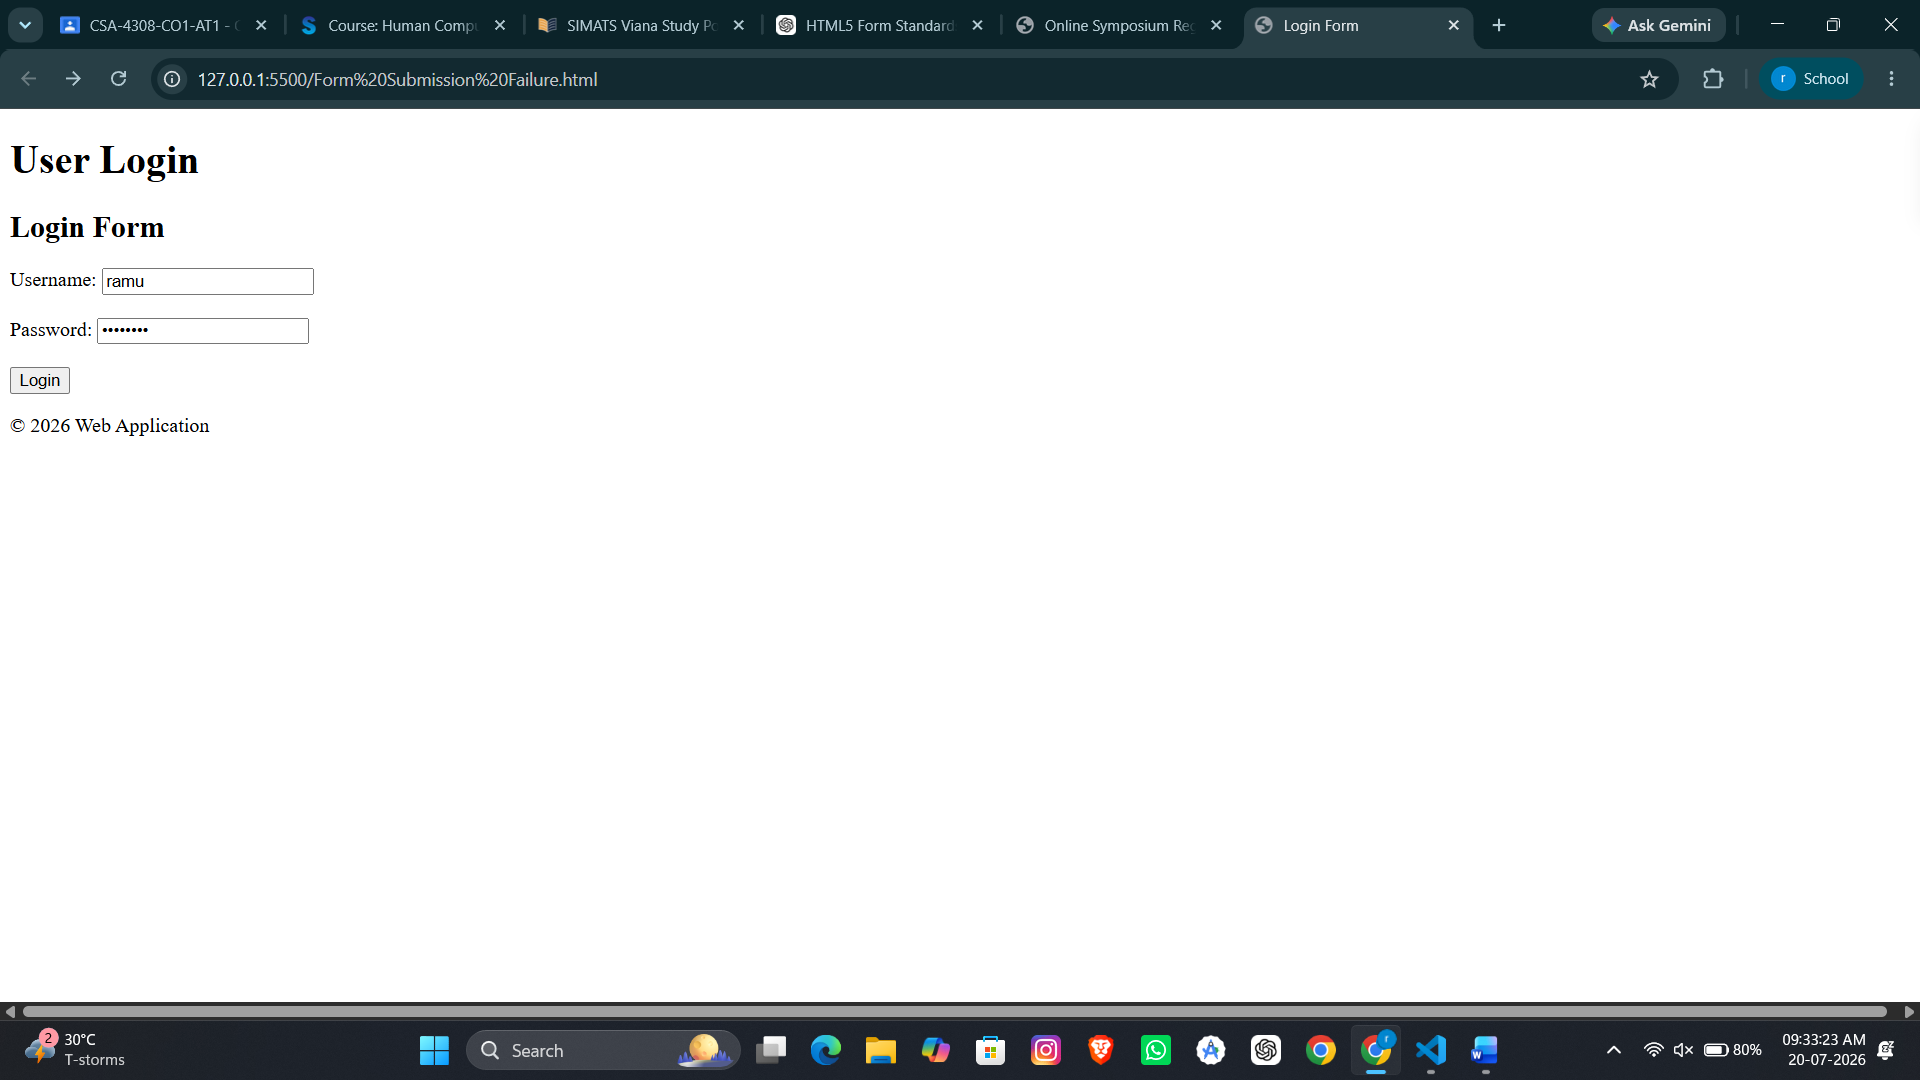 CSA-4308-CO1-AT1 -
Course: Human Compu
SIMATS Viana Study Po
HTML5 Form Standard
Online Symposium Reg
Login Form
Ask Gemini
127.0.0.1:5500/Form%20Submission%20Failure.html
r
School
User Login
Login Form
Username: ramu
Password: ••••••••
Login
© 2026 Web Application
2
30°C
T-storms
Search
r
80%
09:33:23 AM
20-07-2026